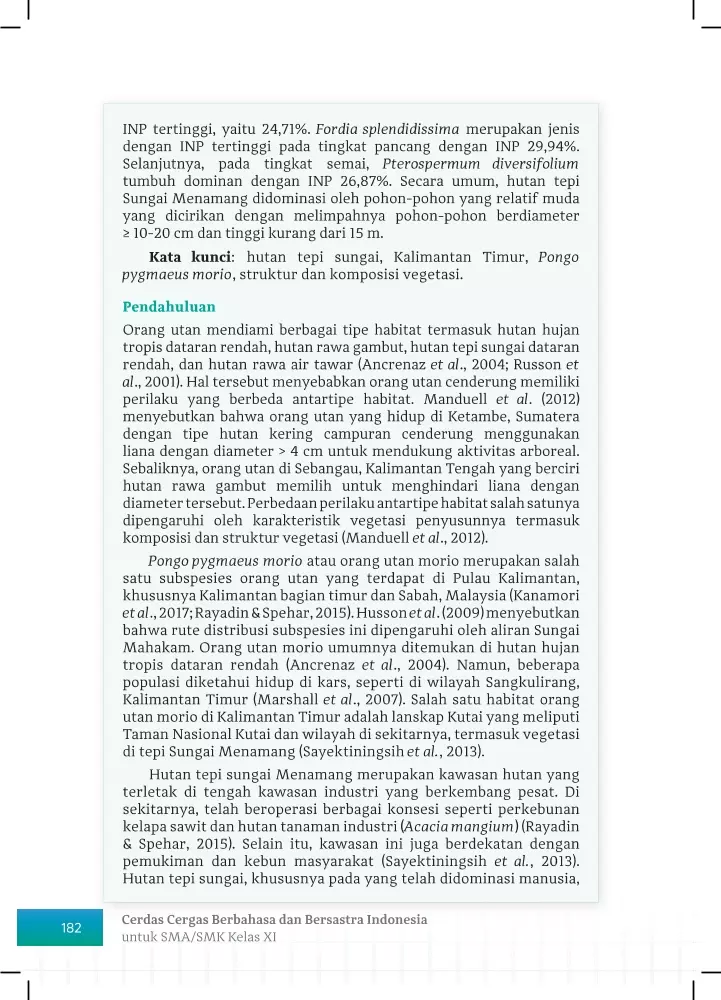 INP tertinggi, yaitu 24,71%. Fordia splendidissima merupakan jenis
dengan INP tertinggi pada tingkat pancang dengan INP 29,94%.
Selanjutnya, pada tingkat semai, Pterospermum diversifolium
tumbuh dominan dengan INP 26,87%. Secara umum, hutan tepi
Sungai Menamang didominasi oleh pohon-pohon yang relatif muda
yang dicirikan dengan melimpahnya pohon-pohon berdiameter
≥ 10-20 cm dan tinggi kurang dari 15 m.
Kata kunci: hutan tepi sungai, Kalimantan Timur, Pongo
pygmaeus morio, struktur dan komposisi vegetasi.
Pendahuluan
Orang utan mendiami berbagai tipe habitat termasuk hutan hujan
tropis dataran rendah, hutan rawa gambut, hutan tepi sungai dataran
rendah, dan hutan rawa air tawar (Ancrenaz et al., 2004; Russon et
al., 2001). Hal tersebut menyebabkan orang utan cenderung memiliki
perilaku yang berbeda antartipe habitat. Manduell et al. (2012)
menyebutkan bahwa orang utan yang hidup di Ketambe, Sumatera
dengan tipe hutan kering campuran cenderung menggunakan
liana dengan diameter > 4 cm untuk mendukung aktivitas arboreal.
Sebaliknya, orang utan di Sebangau, Kalimantan Tengah yang berciri
hutan rawa gambut memilih untuk menghindari liana dengan
diameter tersebut. Perbedaan perilaku antartipe habitat salah satunya
dipengaruhi oleh karakteristik vegetasi penyusunnya termasuk
komposisi dan struktur vegetasi (Manduell et al., 2012).
Pongo pygmaeus morio atau orang utan morio merupakan salah
satu subspesies orang utan yang terdapat di Pulau Kalimantan,
khususnya Kalimantan bagian timur dan Sabah, Malaysia (Kanamori
et al., 2017; Rayadin & Spehar, 2015). Husson et al. (2009) menyebutkan
bahwa rute distribusi subspesies ini dipengaruhi oleh aliran Sungai
Mahakam. Orang utan morio umumnya ditemukan di hutan hujan
tropis dataran rendah (Ancrenaz et al., 2004). Namun, beberapa
populasi diketahui hidup di kars, seperti di wilayah Sangkulirang,
Kalimantan Timur (Marshall et al., 2007). Salah satu habitat orang
utan morio di Kalimantan Timur adalah lanskap Kutai yang meliputi
Taman Nasional Kutai dan wilayah di sekitarnya, termasuk vegetasi
di tepi Sungai Menamang (Sayektiningsih et al., 2013).
Hutan tepi sungai Menamang merupakan kawasan hutan yang
terletak di tengah kawasan industri yang berkembang pesat. Di
sekitarnya, telah beroperasi berbagai konsesi seperti perkebunan
kelapa sawit dan hutan tanaman industri (Acacia mangium) (Rayadin
& Spehar, 2015). Selain itu, kawasan ini juga berdekatan dengan
pemukiman dan kebun masyarakat (Sayektiningsih et al., 2013).
Hutan tepi sungai, khususnya pada yang telah didominasi manusia,
182
Cerdas Cergas Berbahasa dan Bersastra Indonesia
untuk SMA/SMK Kelas XI